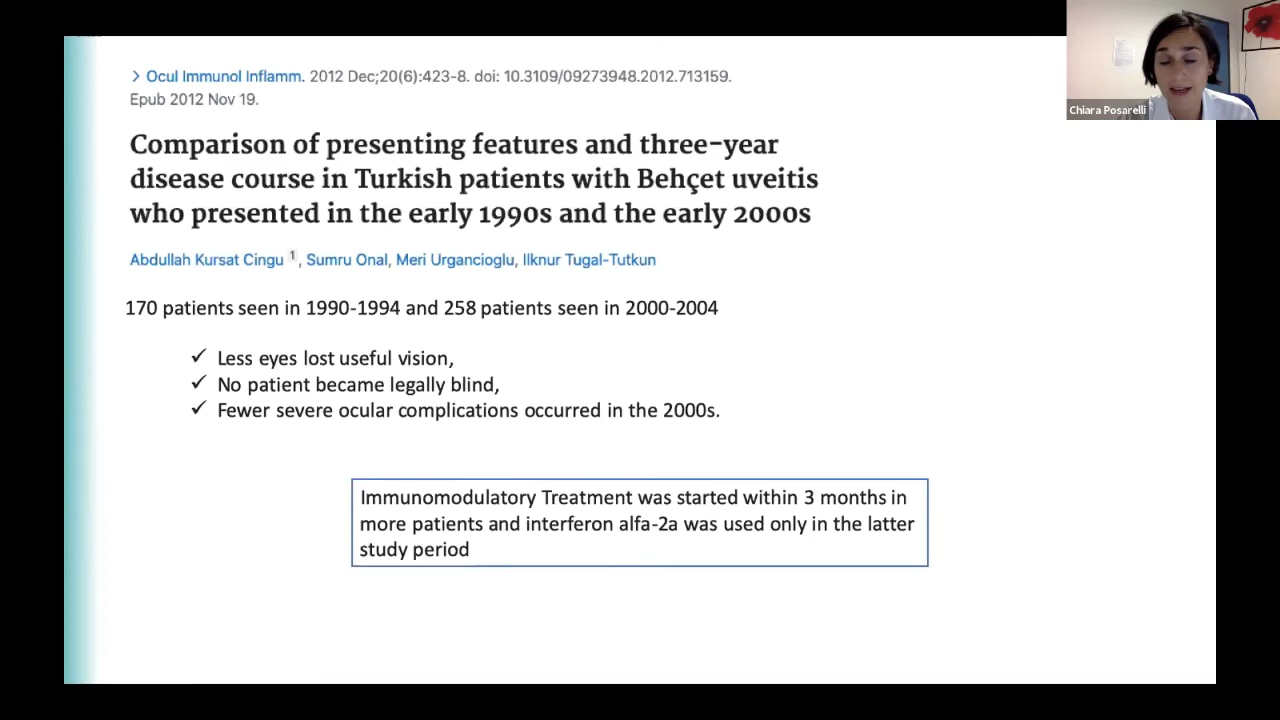 > Ocul Immunol Inflamm. 2012 Dec;20(6):423-8. doi: 10.3109/09273948.2012.713159.
Epub 2012 Nov 19.
Comparison of presenting features and three-year
disease course in Turkish patients with Behçet uveitis
who presented in the early 1990s and the early 2000s
Abdullah Kursat Cingu 1, Sumru Onal, Meri Urgancioglu, Ilknur Tugal-Tutkun
170 patients seen in 1990-1994 and 258 patients seen in 2000-2004
✓ Less eyes lost useful vision,
✓ No patient became legally blind,
✓ Fewer severe ocular complications occurred in the 2000s.
Immunomodulatory Treatment was started within 3 months in
more patients and interferon alfa-2a was used only in the latter
study period
Chiara Posarelli